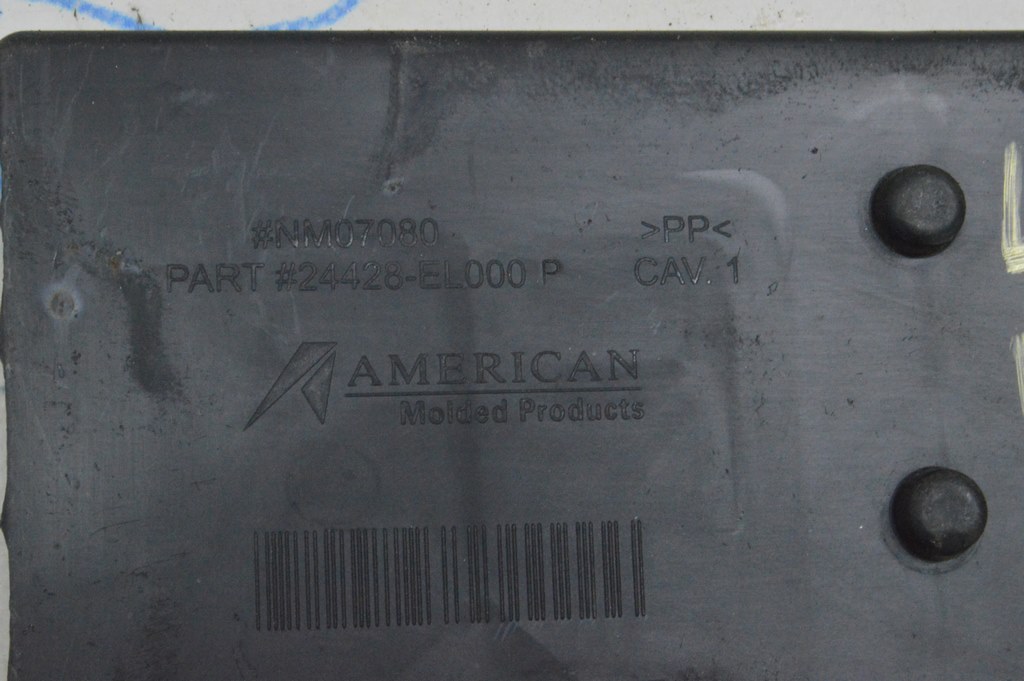 #NM07080
>PP<
PART #24428-EL000 P
CAV. 1
AMERICAN
Molded Products